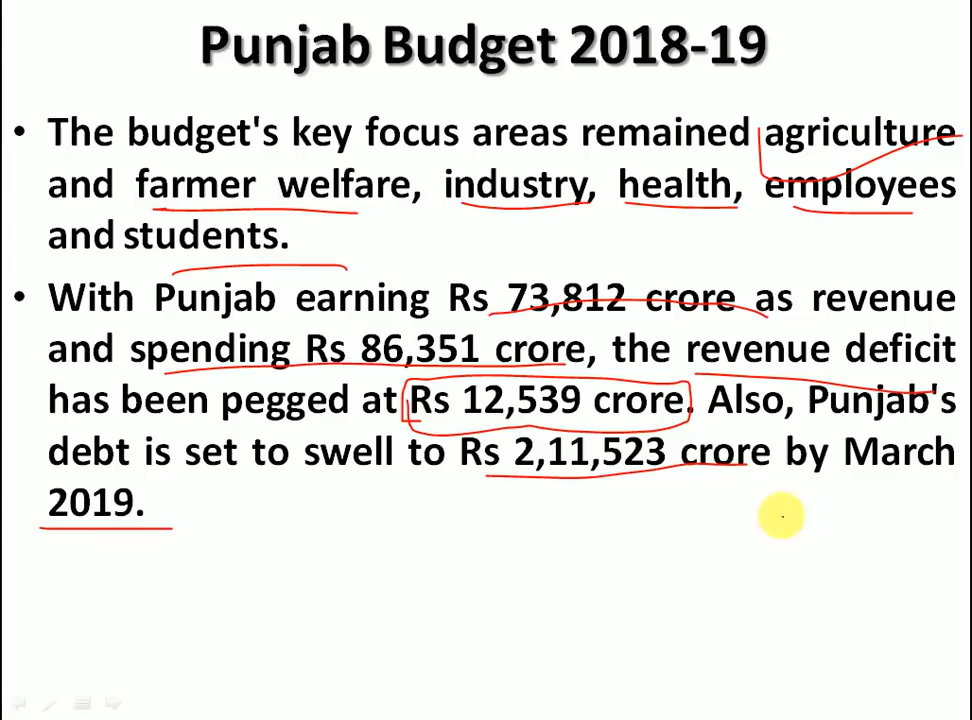 Punjab Budget 2018-19
• The budget's key focus areas remained agriculture
and farmer welfare, industry, health, employees
and students.
• With Punjab earning Rs 73,812 crore as revenue
and spending Rs 86,351 crore, the revenue deficit
has been pegged at Rs 12,539 crore. Also, Punjab's
debt is set to swell to Rs 2,11,523 crore by March
2019.